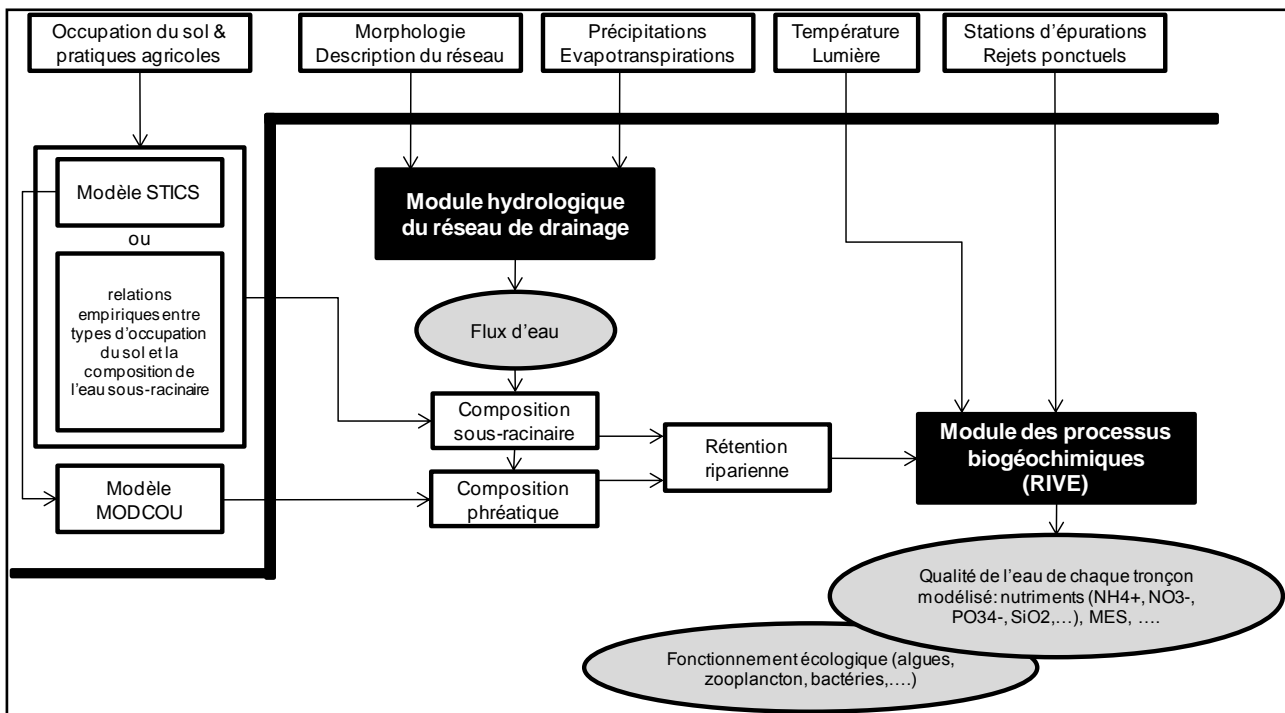 Occupation du sol &
pratiques agricoles
Morphologie
Description du réseau
Précipitations
Evapotranspirations
Température
Lumière
Stations d'épurations
Rejets ponctuels
Modèle STICS
ou
relations
empiriques entre
types d'occupation
du sol et la
composition de
l'eau sous-racinaire
Modèle
MODCOU
Module hydrologique
du réseau de drainage
Flux d'eau
Composition
sous-racinaire
Composition
phréatique
Rétention
riparienne
Module des processus
biogéochimiques
(RIVE)
Qualité de l'eau de chaque tronçon
modélisé: nutriments (NH4+, NO3-,
PO34-, SiO2,...), MES, ....
Fonctionnement écologique (algues,
zooplancton, bactéries,....)